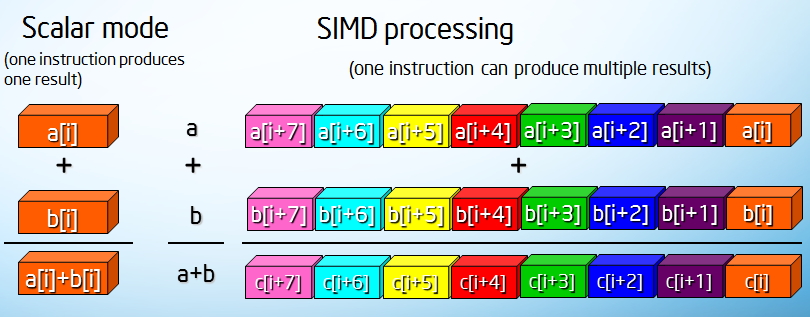 Scalar mode
(one instruction produces
one result)
SIMD processing
(one instruction can produce multiple results)
a[i]
a
a[i+7] a[i+6] a[i+5] a[i+4] a[i+3] a[i+2] a[i+1] a[i]
+
+
+
b[i]
b
b[i+7] b[i+6] b[i+5] b[i+4] b[i+3] b[i+2] b[i+1] b[i]
a[i]+b[i]
a+b
c[i+7] c[i+6] c[i+5] c[i+4] c[i+3] c[i+2] c[i+1] c[i]